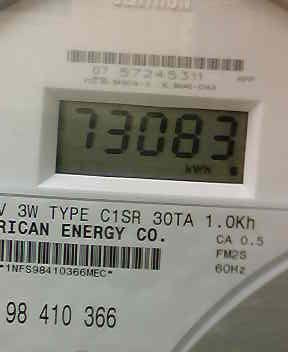 07 57245311 APP
73083
kWh
V 3W TYPE C1SR 30TA 1.0Kh
RICAN ENERGY CO.
CA 0.5
FM2S
60Hz
*1NFS98410366MEC*
98 410 366